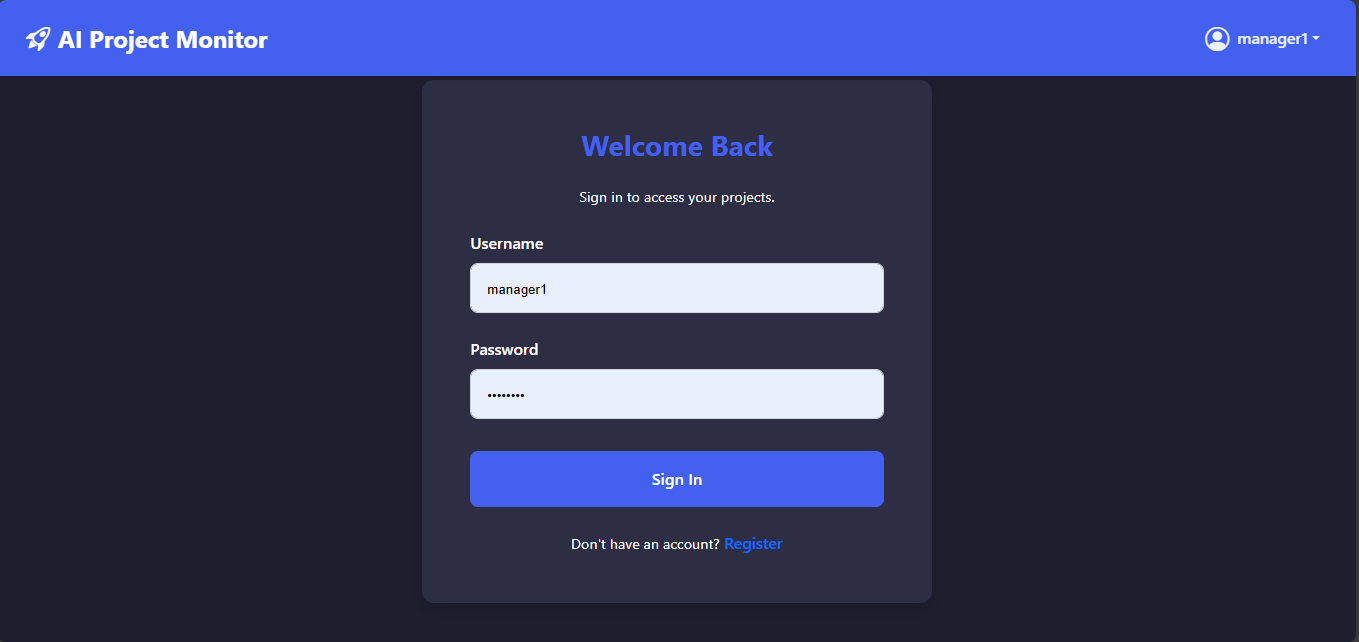 AI Project Monitor
manager1
Welcome Back
Sign in to access your projects.
Username
manager1
Password
••••••••
Sign In
Don't have an account? Register